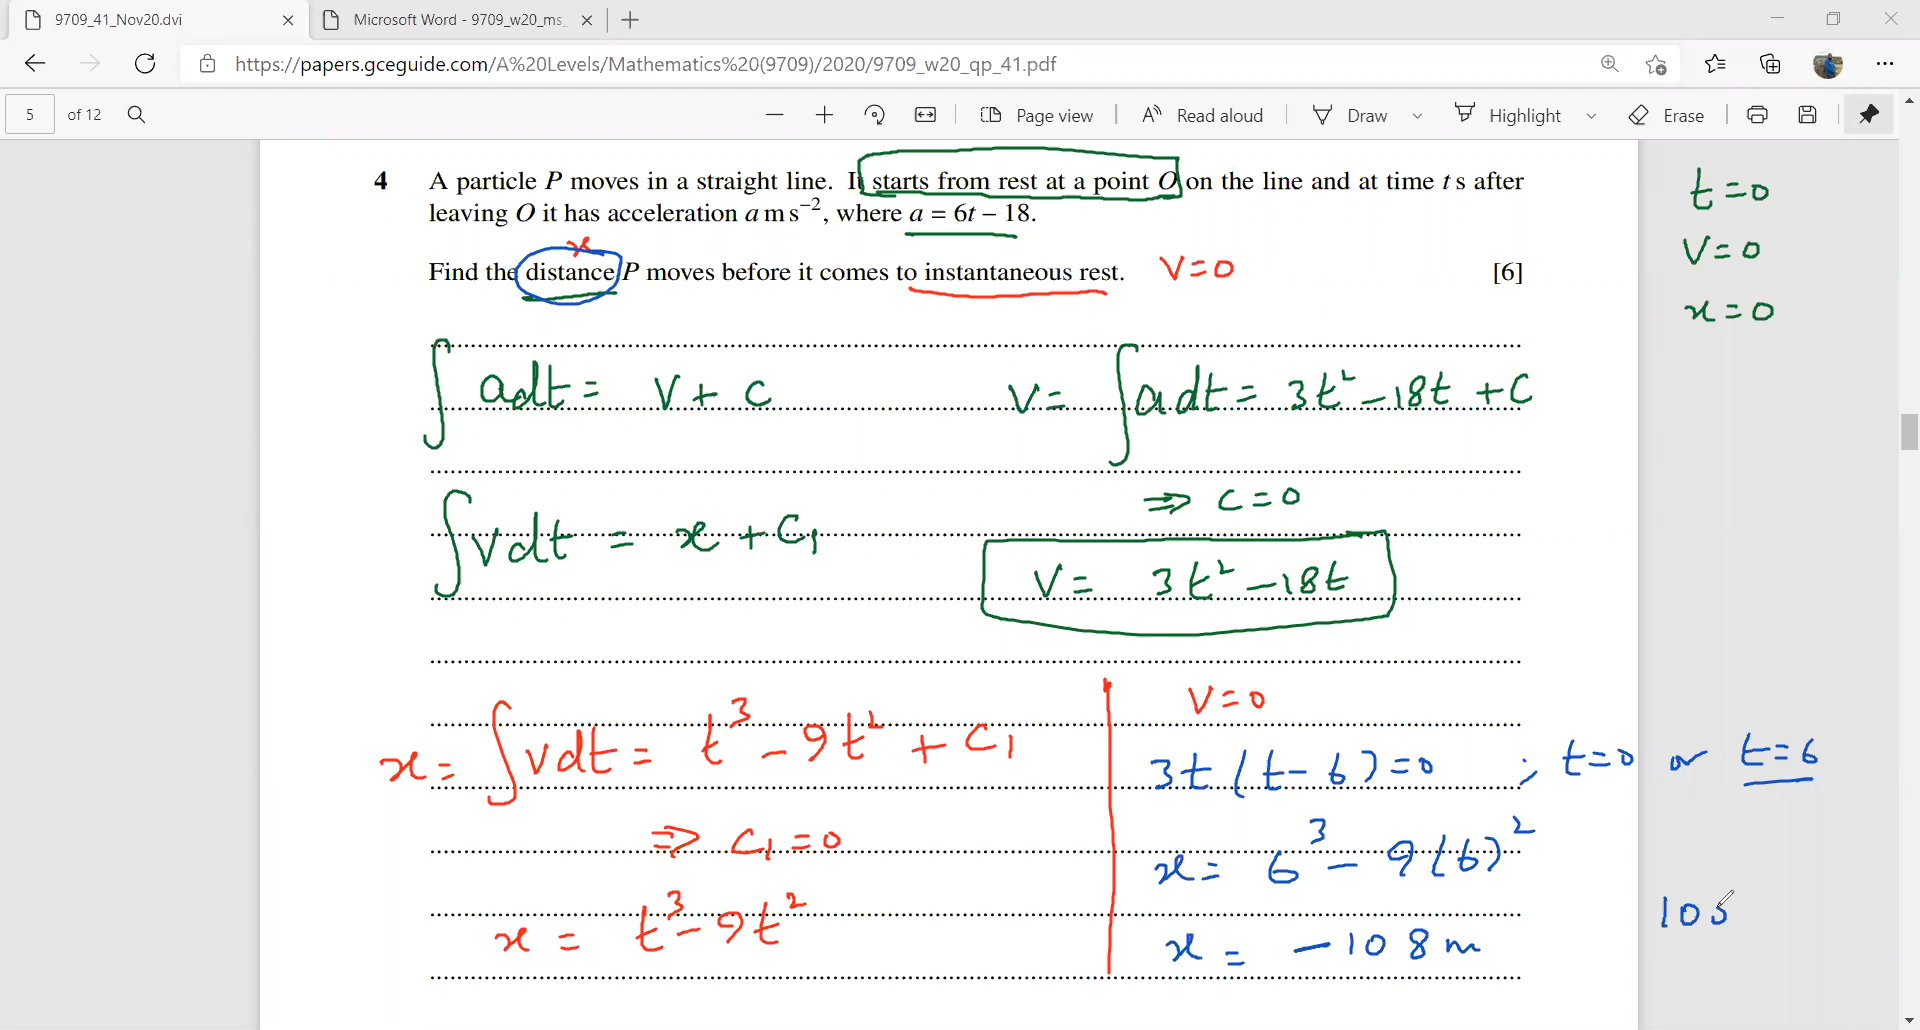 9709_41_Nov20.dvi
Microsoft Word - 9709_w20_ms_
https://papers.gceguide.com/A%20Levels/Mathematics%20(9709)/2020/9709_w20_qp_41.pdf
5 of 12 Page view Read aloud Draw Highlight Erase
4 A particle P moves in a straight line. It starts from rest at a point O on the line and at time t s after
leaving O it has acceleration a m s⁻², where a = 6t − 18.
x
Find the distance P moves before it comes to instantaneous rest. V=0 [6]
t=0
V=0
x=0
∫adt = V + C
V = ∫adt = 3t² − 18t + C
⇒ C=0
∫vdt = x + C₁
V = 3t² − 18t
x = ∫vdt = t³ − 9t² + C₁
⇒ C₁ = 0
x = t³ − 9t²
V=0
3t(t−6)=0 ; t=0 or t=6
x = 6³ − 9(6)²
x = −108 m